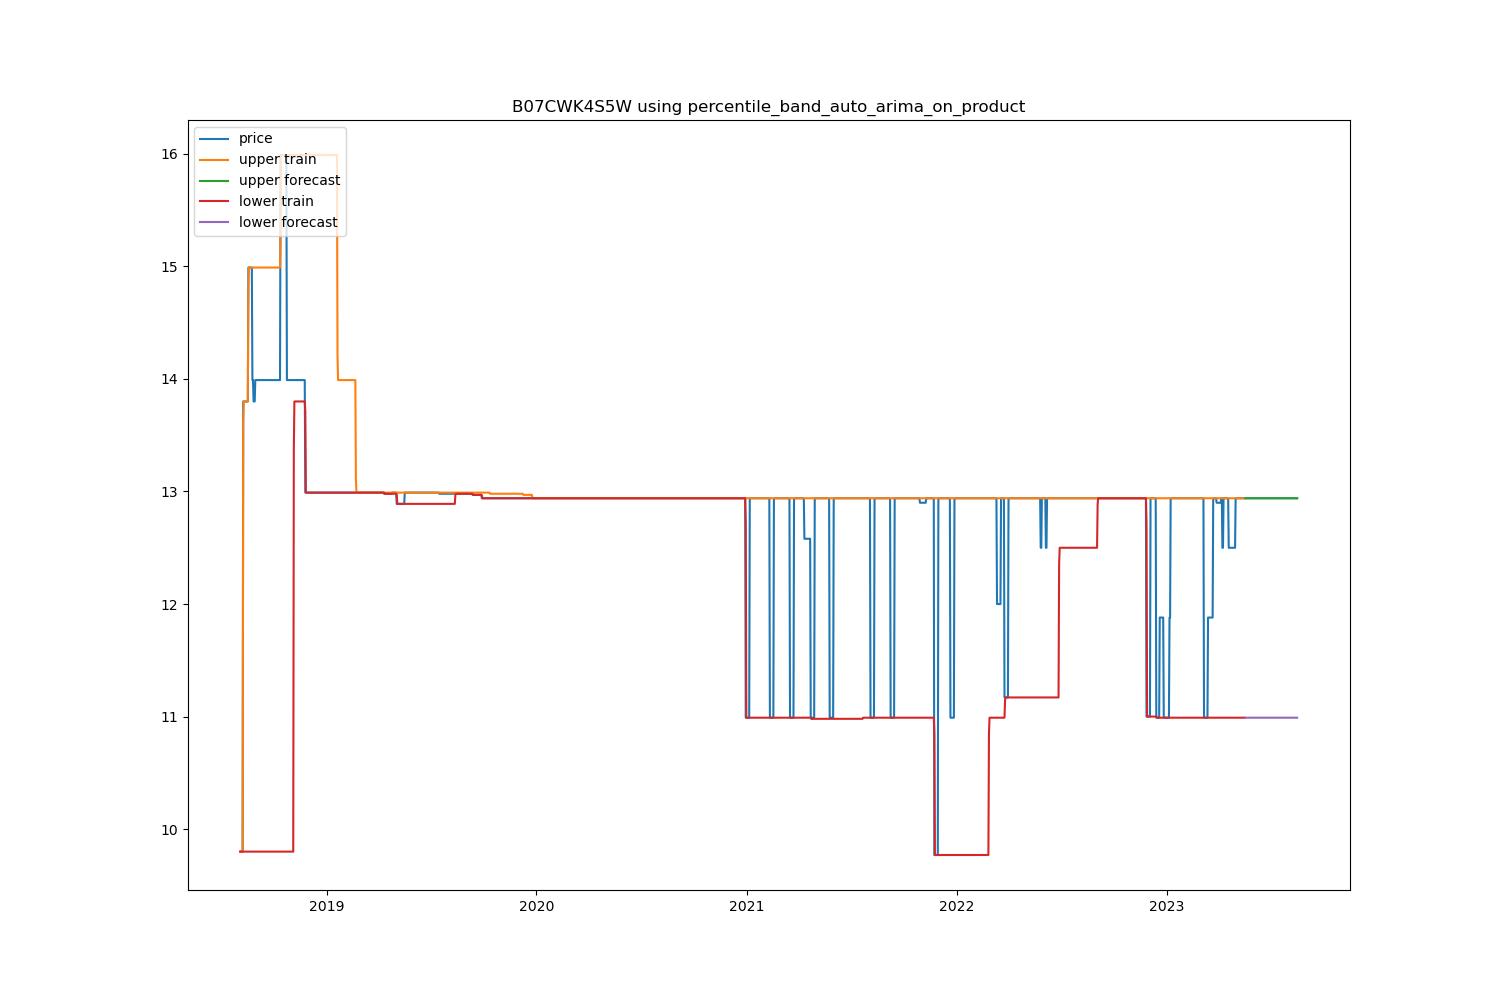 B07CWK4S5W using percentile_band_auto_arima_on_product
price
upper train
upper forecast
lower train
lower forecast
16
15
14
13
12
11
10
2019 2020 2021 2022 2023